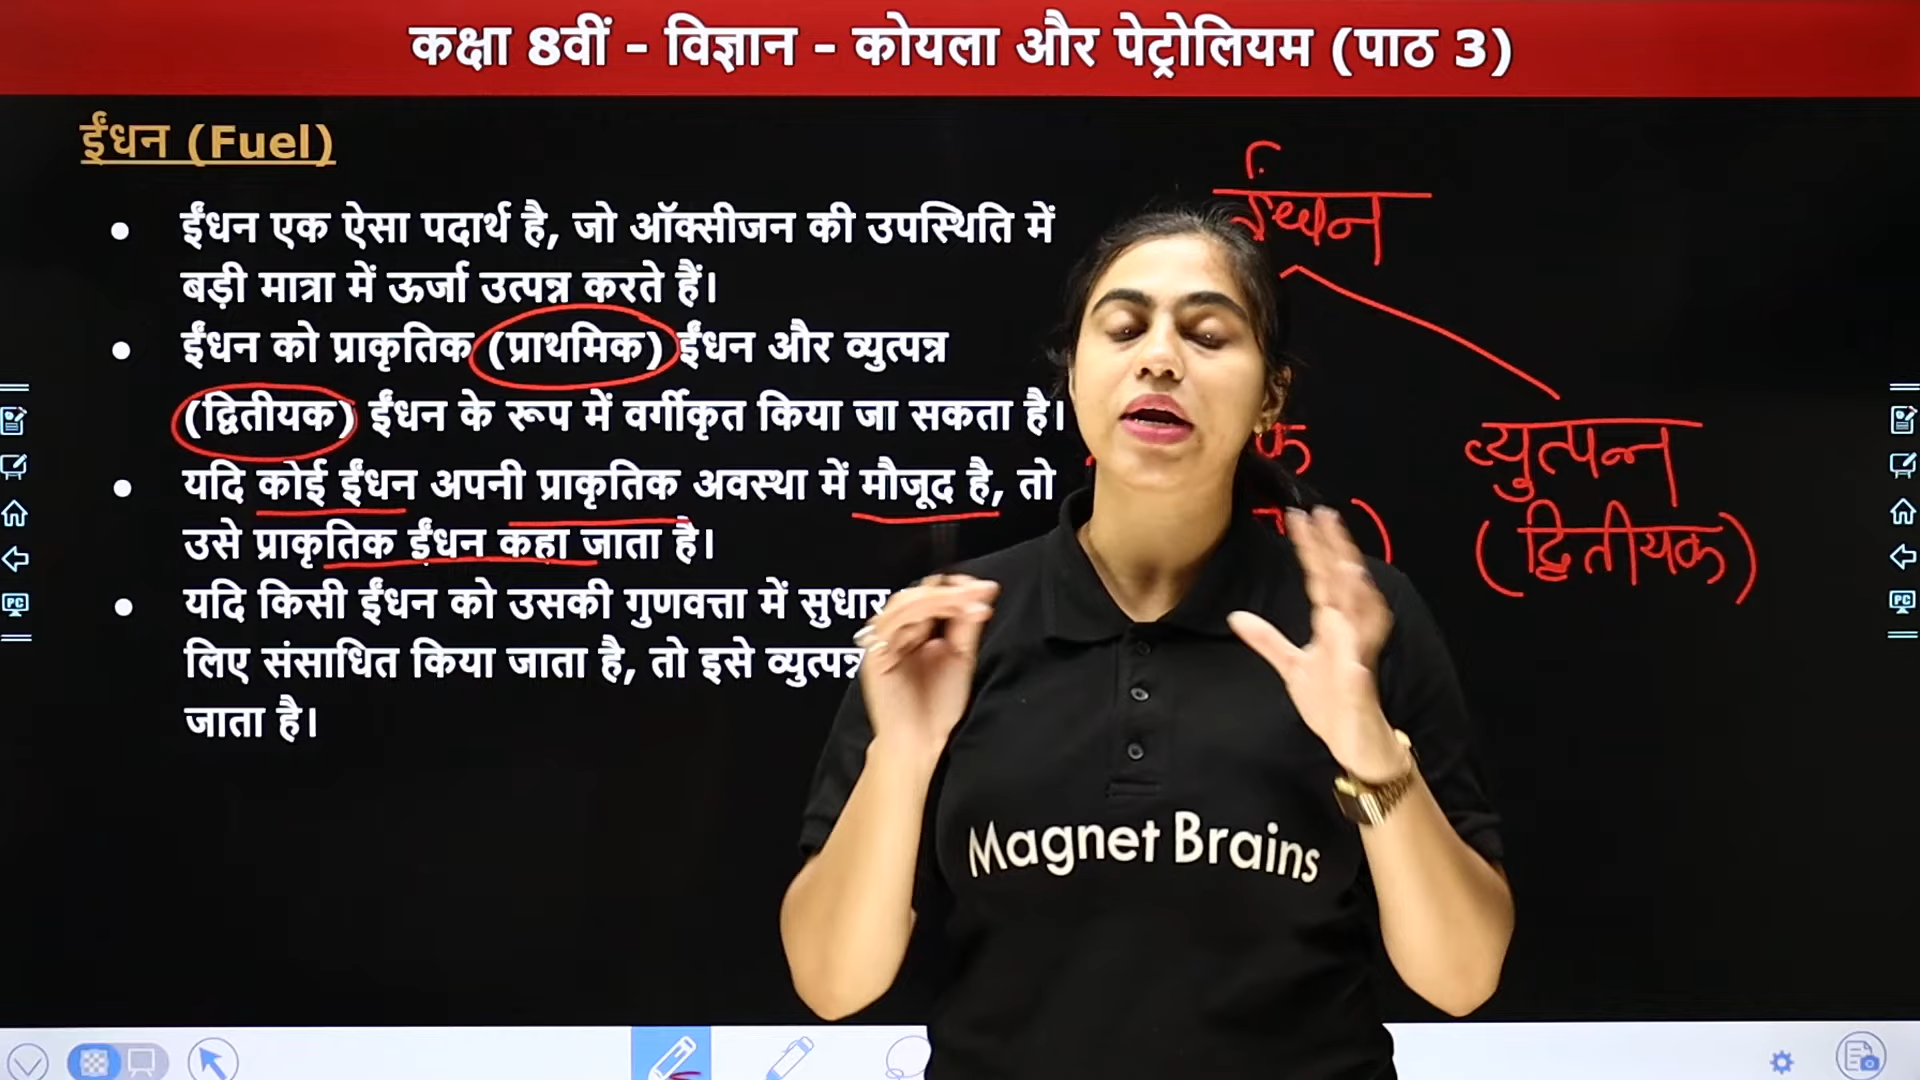 कक्षा 8वीं - विज्ञान - कोयला और पेट्रोलियम (पाठ 3)
ईंधन (Fuel)
• ईंधन एक ऐसा पदार्थ है, जो ऑक्सीजन की उपस्थिति में
बड़ी मात्रा में ऊर्जा उत्पन्न करते हैं।
• ईंधन को प्राकृतिक (प्राथमिक) ईंधन और व्युत्पन्न
(द्वितीयक) ईंधन के रूप में वर्गीकृत किया जा सकता है।
• यदि कोई ईंधन अपनी प्राकृतिक अवस्था में मौजूद है, तो
उसे प्राकृतिक ईंधन कहा जाता है।
• यदि किसी ईंधन को उसकी गुणवत्ता में सुधार
लिए संसाधित किया जाता है, तो इसे व्युत्पन्न
जाता है।
ईंधन
व्युत्पन्न
(द्वितीयक)
Magnet Brains
PC
PC